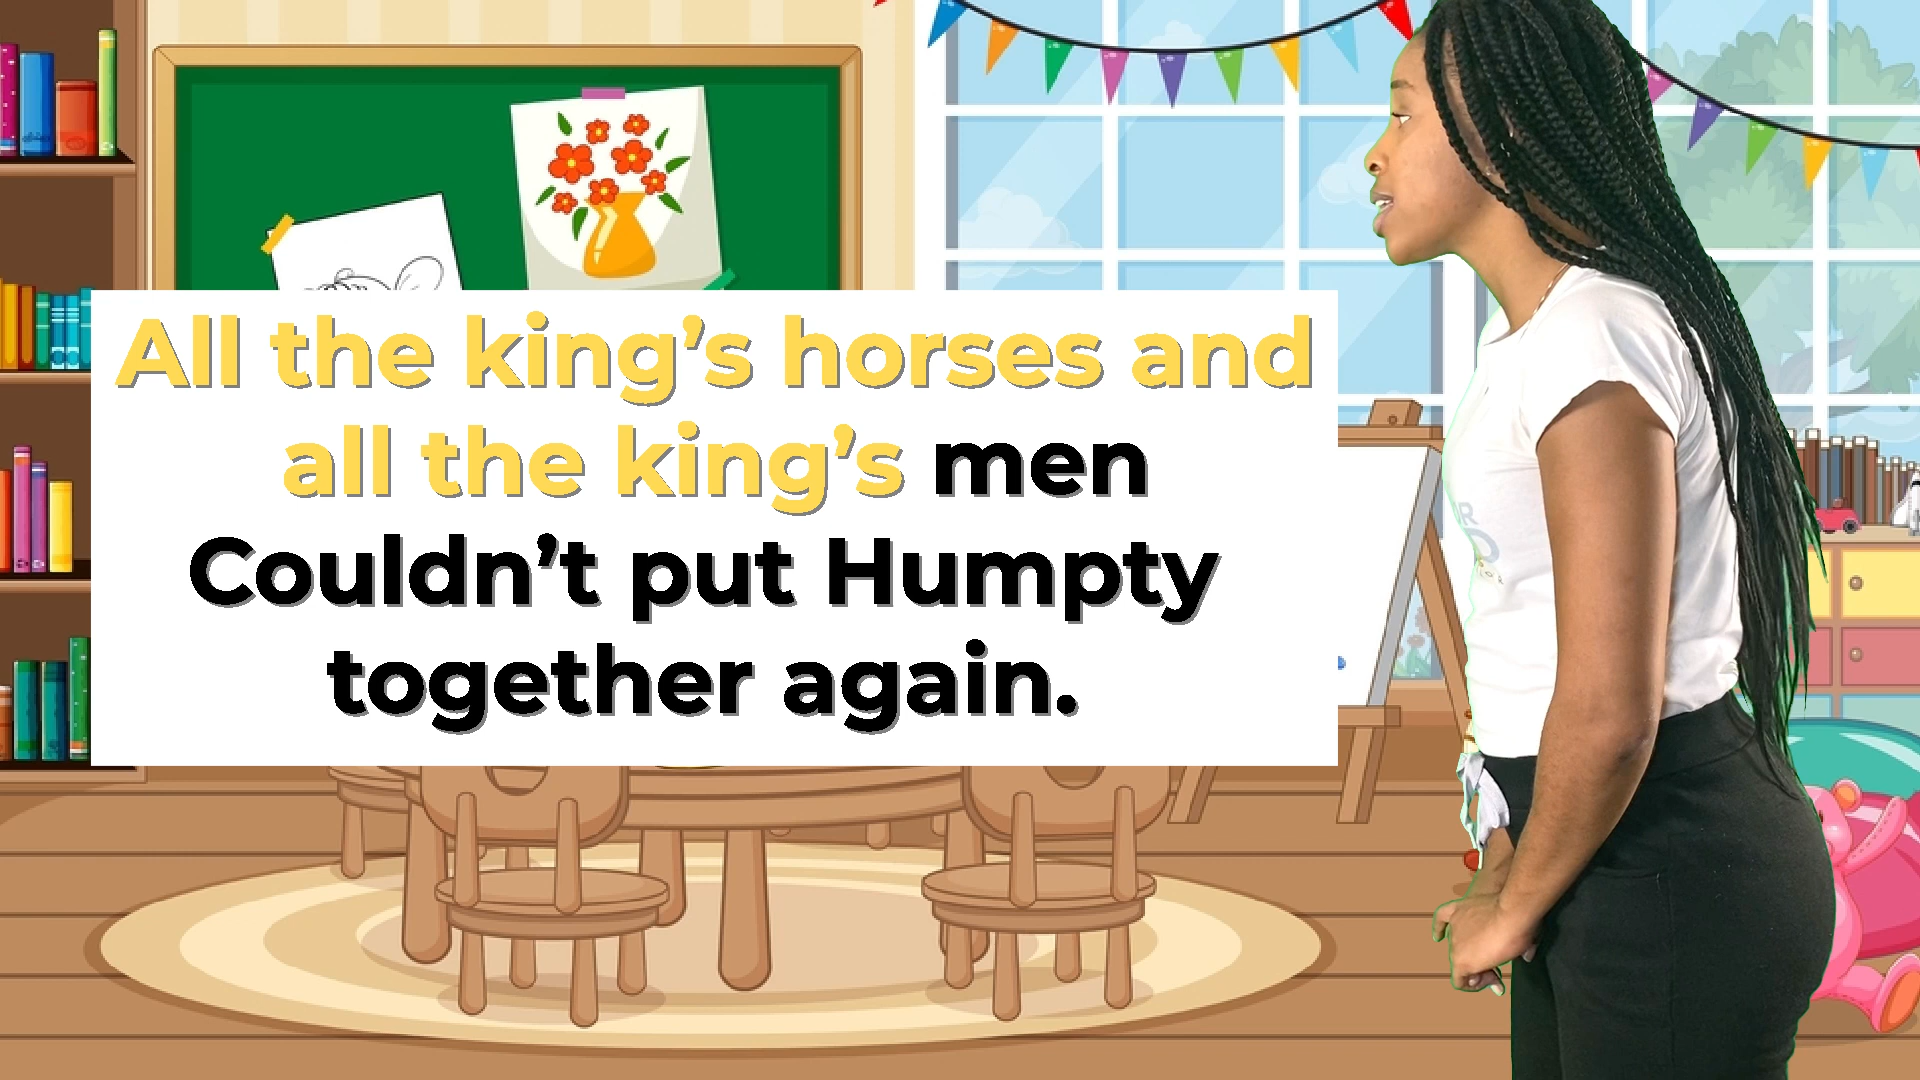 All the king’s horses and
all the king’s men
Couldn’t put Humpty
together again.